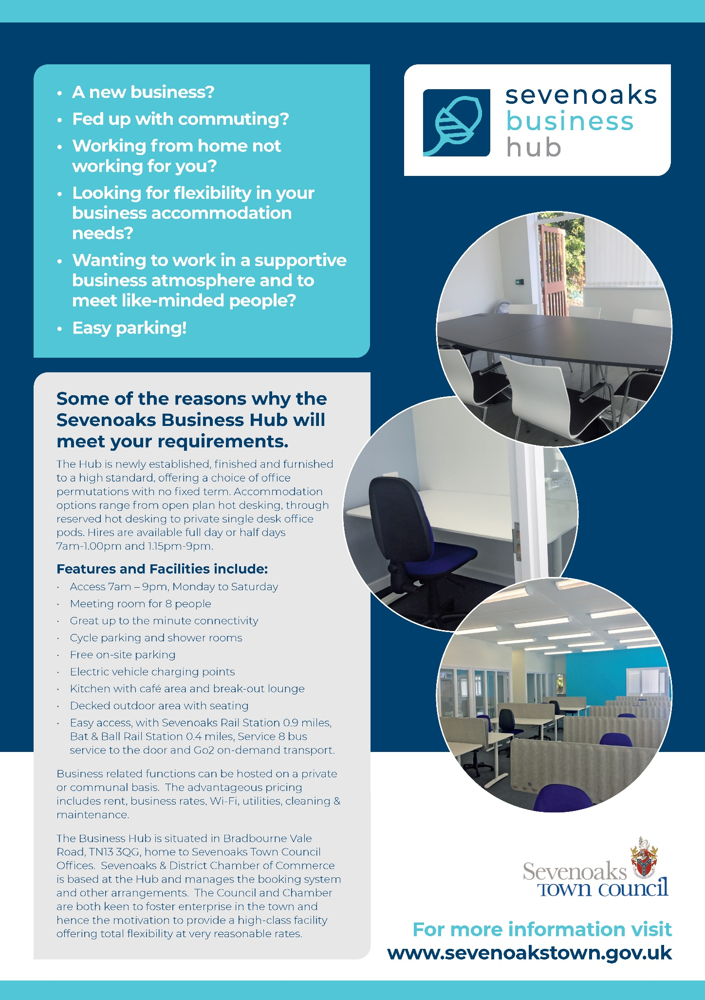 • A new business?
• Fed up with commuting?
• Working from home not
working for you?
• Looking for flexibility in your
business accommodation
needs?
• Wanting to work in a supportive
business atmosphere and to
meet like-minded people?
• Easy parking!
sevenoaks
business
hub
Some of the reasons why the
Sevenoaks Business Hub will
meet your requirements.
The Hub is newly established, finished and furnished
to a high standard, offering a choice of office
permutations with no fixed term. Accommodation
options range from open plan hot desking, through
reserved hot desking to private single desk office
pods. Hires are available full day or half days
7am-1.00pm and 1.15pm-9pm.
Features and Facilities include:
· Access 7am – 9pm, Monday to Saturday
· Meeting room for 8 people
· Great up to the minute connectivity
· Cycle parking and shower rooms
· Free on-site parking
· Electric vehicle charging points
· Kitchen with café area and break-out lounge
· Decked outdoor area with seating
· Easy access, with Sevenoaks Rail Station 0.9 miles,
Bat & Ball Rail Station 0.4 miles, Service 8 bus
service to the door and Go2 on-demand transport.
Business related functions can be hosted on a private
or communal basis. The advantageous pricing
includes rent, business rates, Wi-Fi, utilities, cleaning &
maintenance.
The Business Hub is situated in Bradbourne Vale
Road, TN13 3QG, home to Sevenoaks Town Council
Offices. Sevenoaks & District Chamber of Commerce
is based at the Hub and manages the booking system
and other arrangements. The Council and Chamber
are both keen to foster enterprise in the town and
hence the motivation to provide a high-class facility
offering total flexibility at very reasonable rates.
Sevenoaks
TOWN COUNCIL
For more information visit
www.sevenoakstown.gov.uk